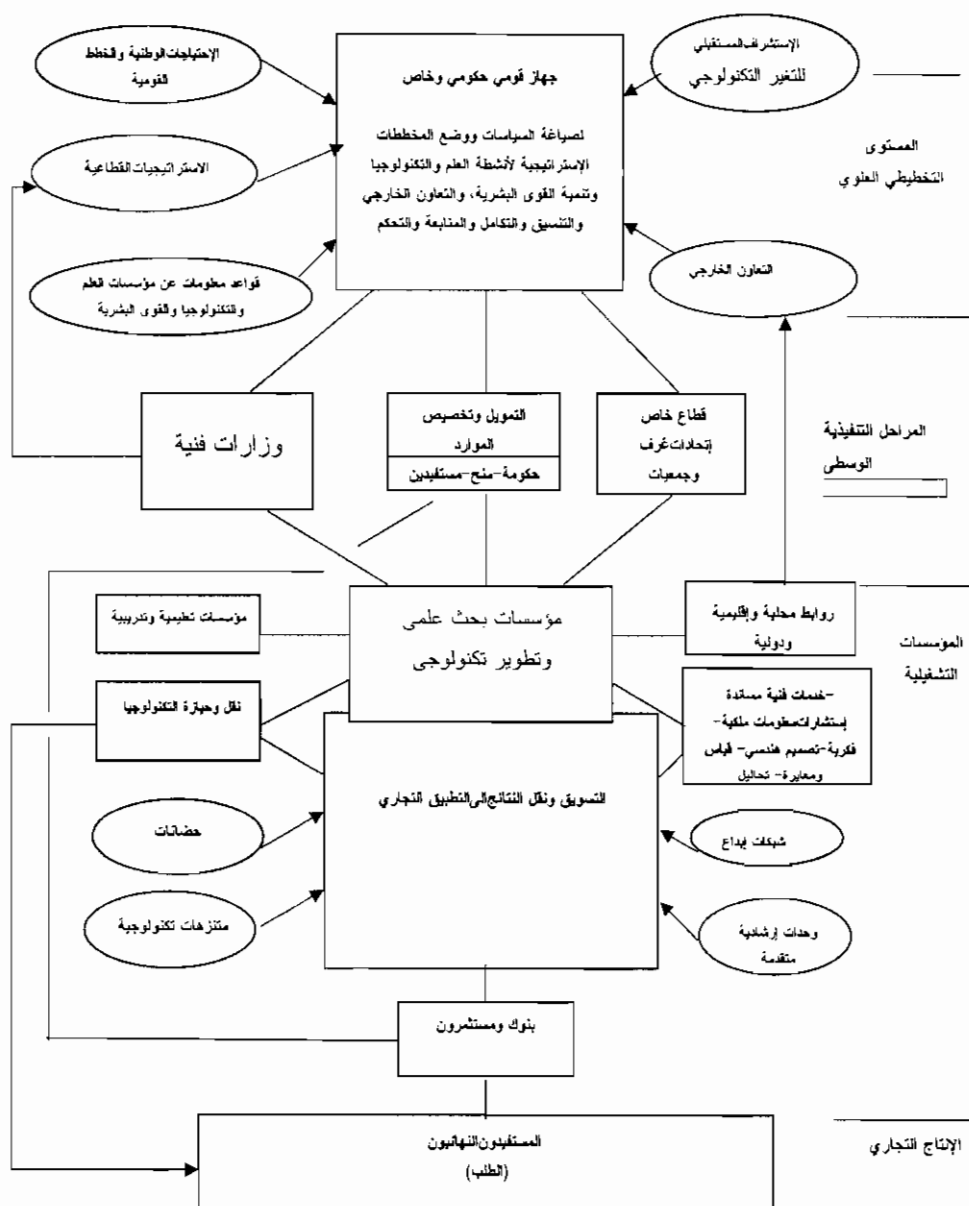 الإحتياجات الوطنية والخطط
القومية
جهاز قومي حكومي وخاص
لصياغة السياسات ووضع المخططات
الإستراتيجية لأنشطة العلم والتكنولوجيا
وتنمية القوى البشرية، والتعاون الخارجي
والتنسيق والتكامل والمتابعة والتحكم
الإستشراف المستقبلي
للتغير التكنولوجي
المستوى
التخطيطي العلوي
الاستراتيجيات القطاعية
التعاون الخارجي
قواعد معلومات عن مؤسسات العلم
والتكنولوجيا والقوى البشرية
المراحل التنفيذية
الوسطى
قطاع خاص
إتحادات غرف
وجمعيات
التمويل وتخصيص
الموارد
حكومة-منح-مستفيدين
وزارات فنية
المؤسسات
التشغيلية
روابط محلية وإقليمية
ودولية
مؤسسات بحث علمى
وتطوير تكنولوجى
مؤسسات تعليمية وتدريبية
-خدمات فنية مساندة
إستشارات معلومات ملكية-
فكرية-تصميم هندسي- قياس
ومعايرة- تحاليل
نقل وحيازة التكنولوجيا
التسويق ونقل النتائج إلى التطبيق التجاري
شبكات إبداع
حضانات
وحدات إرشادية
متقدمة
متنزهات تكنولوجية
بنوك ومستثمرون
الإنتاج التجاري
المستفيدون النهائيون
(الطلب)